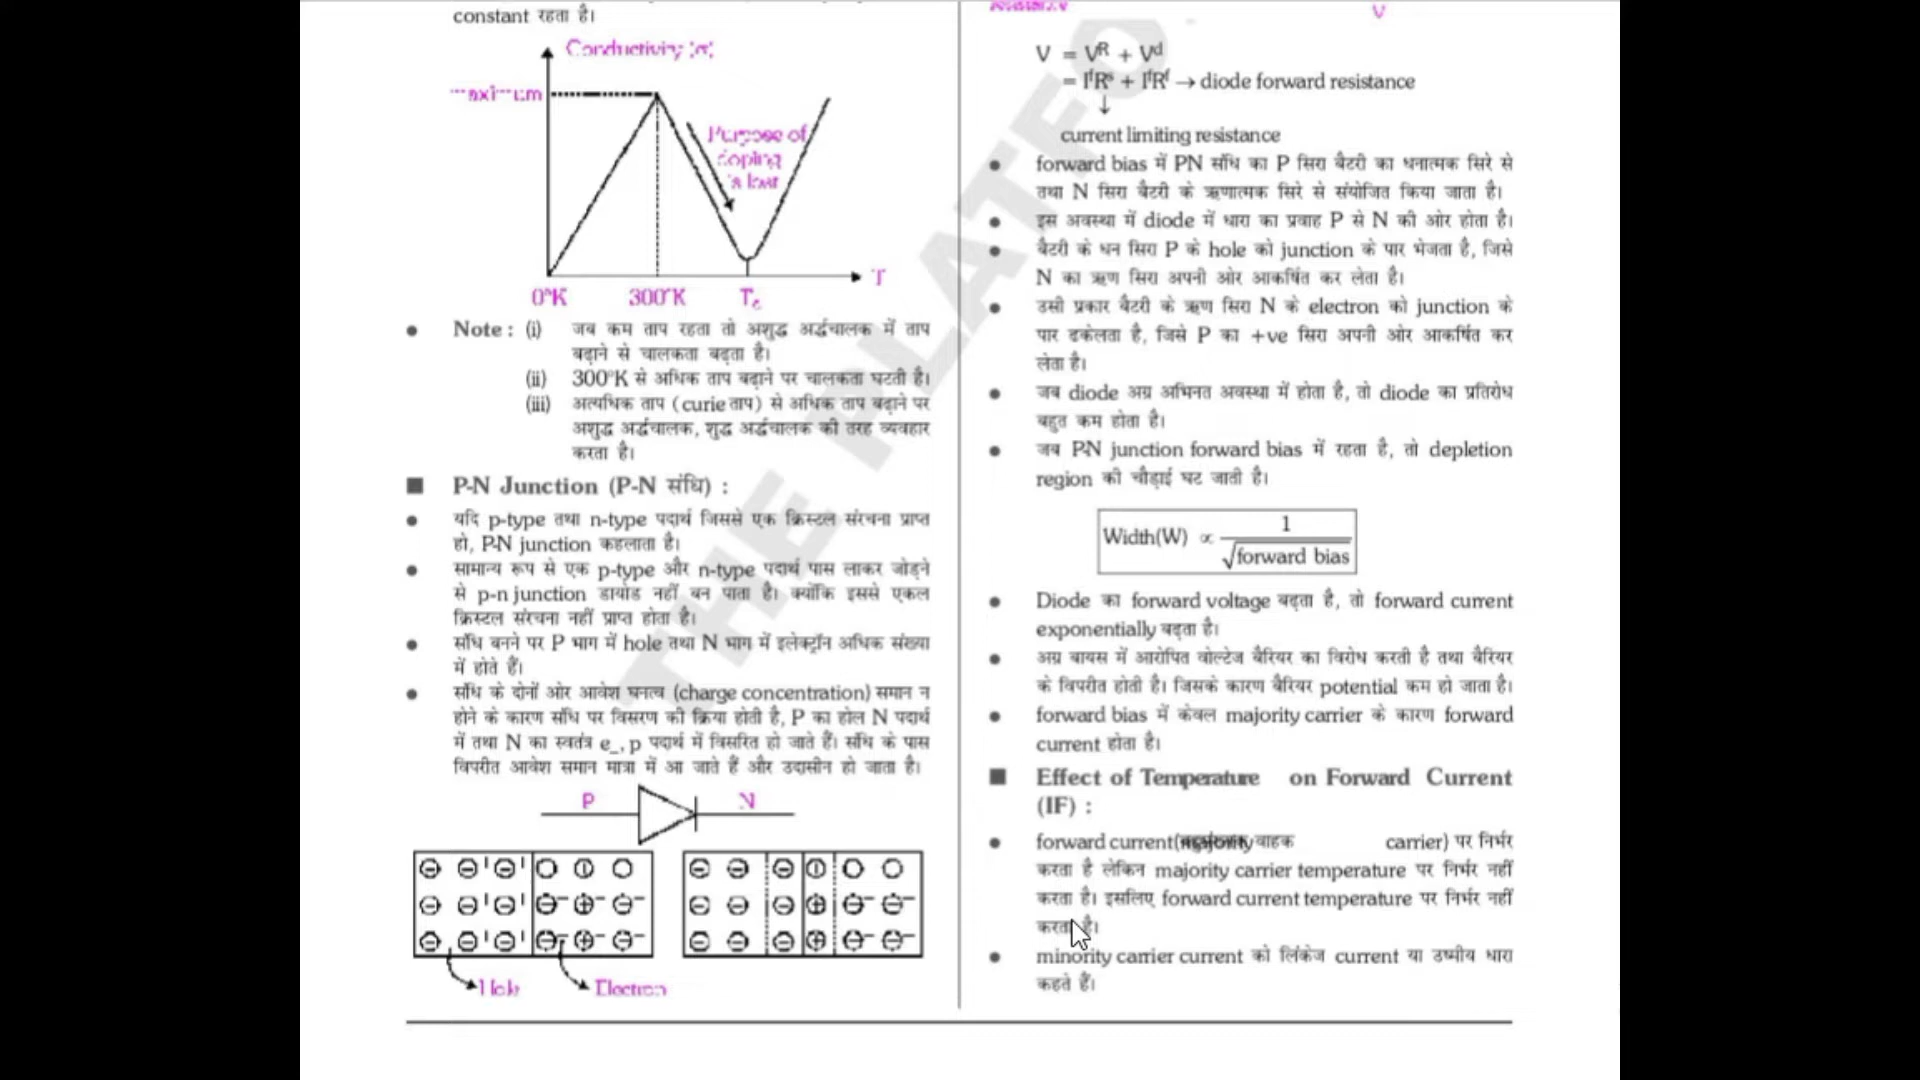 constant रहता है।
Conductivity (σ)
maximum
Purpose of
doping
is lost
T
0°K 300°K Tc
● Note : (i) जब कम ताप रहता तो अशुद्ध अर्द्धचालक में ताप
बढ़ाने से चालकता बढ़ता है।
(ii) 300°K से अधिक ताप बढ़ाने पर चालकता घटती है।
(iii) अत्यधिक ताप (curie ताप) से अधिक ताप बढ़ाने पर
अशुद्ध अर्द्धचालक, शुद्ध अर्द्धचालक की तरह व्यवहार
करता है।
■ P-N Junction (P-N संधि) :
● यदि p-type तथा n-type पदार्थ जिससे एक क्रिस्टल संरचना प्राप्त
हो, P-N junction कहलाता है।
● सामान्य रूप से एक p-type और n-type पदार्थ पास लाकर जोड़ने
से p-n junction डायोड नहीं बन पाता है। क्योंकि इससे एकल
क्रिस्टल संरचना नहीं प्राप्त होता है।
● संधि बनने पर P भाग में hole तथा N भाग में इलेक्ट्रॉन अधिक संख्या
में होते हैं।
● संधि के दोनों ओर आवेश घनत्व (charge concentration) समान न
होने के कारण संधि पर विसरण की क्रिया होती है, P का होल N पदार्थ
में तथा N का स्वतंत्र e_, p पदार्थ में विसरित हो जाते हैं। संधि के पास
विपरीत आवेश समान मात्रा में आ जाते हैं और उदासीन हो जाता है।
P N
Hole Electron
V
V = VR + Vd
= IfRs + IfRf → diode forward resistance
↓
current limiting resistance
● forward bias में PN संधि का P सिरा बैटरी का धनात्मक सिरे से
तथा N सिरा बैटरी के ऋणात्मक सिरे से संयोजित किया जाता है।
● इस अवस्था में diode में धारा का प्रवाह P से N की ओर होता है।
● बैटरी के धन सिरा P के hole को junction के पार भेजता है, जिसे
N का ऋण सिरा अपनी ओर आकर्षित कर लेता है।
● उसी प्रकार बैटरी के ऋण सिरा N के electron को junction के
पार ढकेलता है, जिसे P का +ve सिरा अपनी ओर आकर्षित कर
लेता है।
● जब diode अग्र अभिनत अवस्था में होता है, तो diode का प्रतिरोध
बहुत कम होता है।
● जब P-N junction forward bias में रहता है, तो depletion
region की चौड़ाई घट जाती है।
Width(W) ∝ 1 / √forward bias
● Diode का forward voltage बढ़ता है, तो forward current
exponentially बढ़ता है।
● अग्र बायस में आरोपित वोल्टेज बैरियर का विरोध करती है तथा बैरियर
के विपरीत होती है। जिसके कारण बैरियर potential कम हो जाता है।
● forward bias में केवल majority carrier के कारण forward
current होता है।
■ Effect of Temperature on Forward Current
(IF) :
● forward current(majority वाहक carrier) पर निर्भर
करता है लेकिन majority carrier temperature पर निर्भर नहीं
करता है। इसलिए forward current temperature पर निर्भर नहीं
करता है।
● minority carrier current को लिकेज current या उष्मीय धारा
कहते हैं।
THE PLATFO